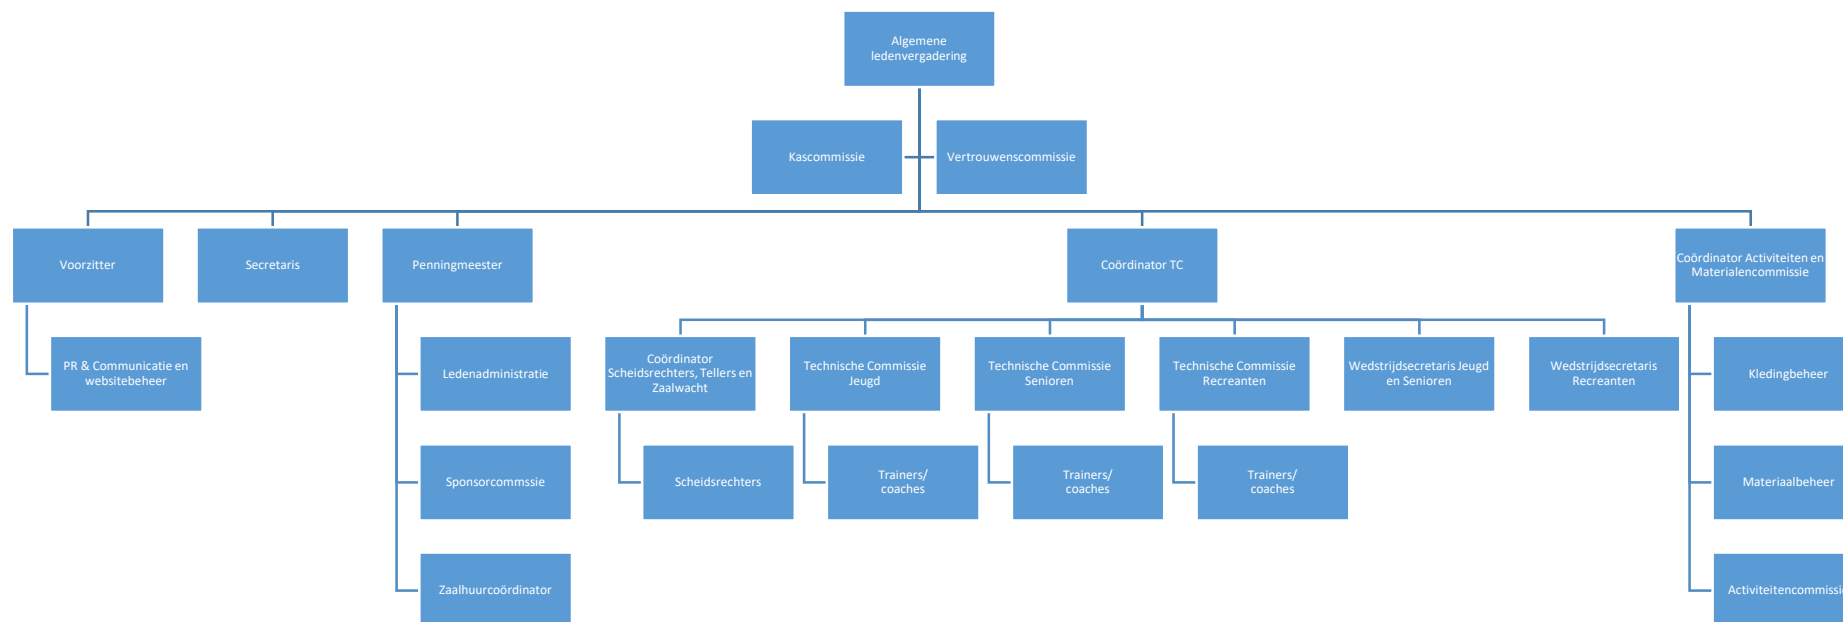 Algemene
ledenvergadering
Kascommissie
Vertrouwenscommissie
Voorzitter
Secretaris
Penningmeester
Coördinator TC
Coördinator Activiteiten en
Materialencommissie
PR & Communicatie en
websitebeheer
Ledenadministratie
Coördinator
Scheidsrechters, Tellers en
Zaalwacht
Technische Commissie
Jeugd
Technische Commissie
Senioren
Technische Commissie
Recreanten
Wedstrijdsecretaris Jeugd
en Senioren
Wedstrijdsecretaris
Recreanten
Kledingbeheer
Sponsorcommssie
Scheidsrechters
Trainers/
coaches
Trainers/
coaches
Trainers/
coaches
Materiaalbeheer
Zaalhuurcoördinator
Activiteitencommissie